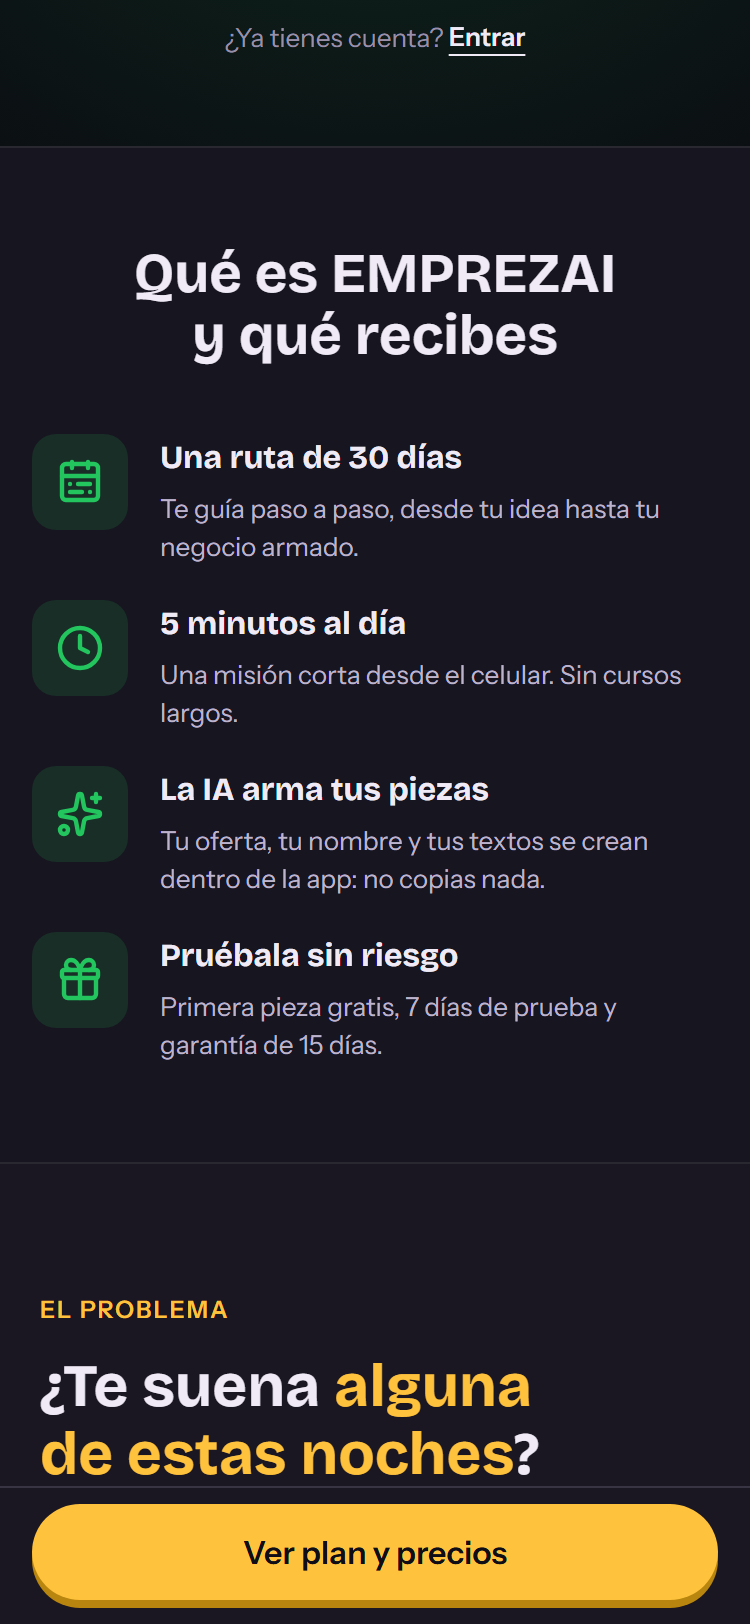 ¿Ya tienes cuenta? Entrar
Qué es EMPREZAI
y qué recibes
Una ruta de 30 días
Te guía paso a paso, desde tu idea hasta tu
negocio armado.
5 minutos al día
Una misión corta desde el celular. Sin cursos
largos.
La IA arma tus piezas
Tu oferta, tu nombre y tus textos se crean
dentro de la app: no copias nada.
Pruébala sin riesgo
Primera pieza gratis, 7 días de prueba y
garantía de 15 días.
EL PROBLEMA
¿Te suena alguna
de estas noches?
Ver plan y precios